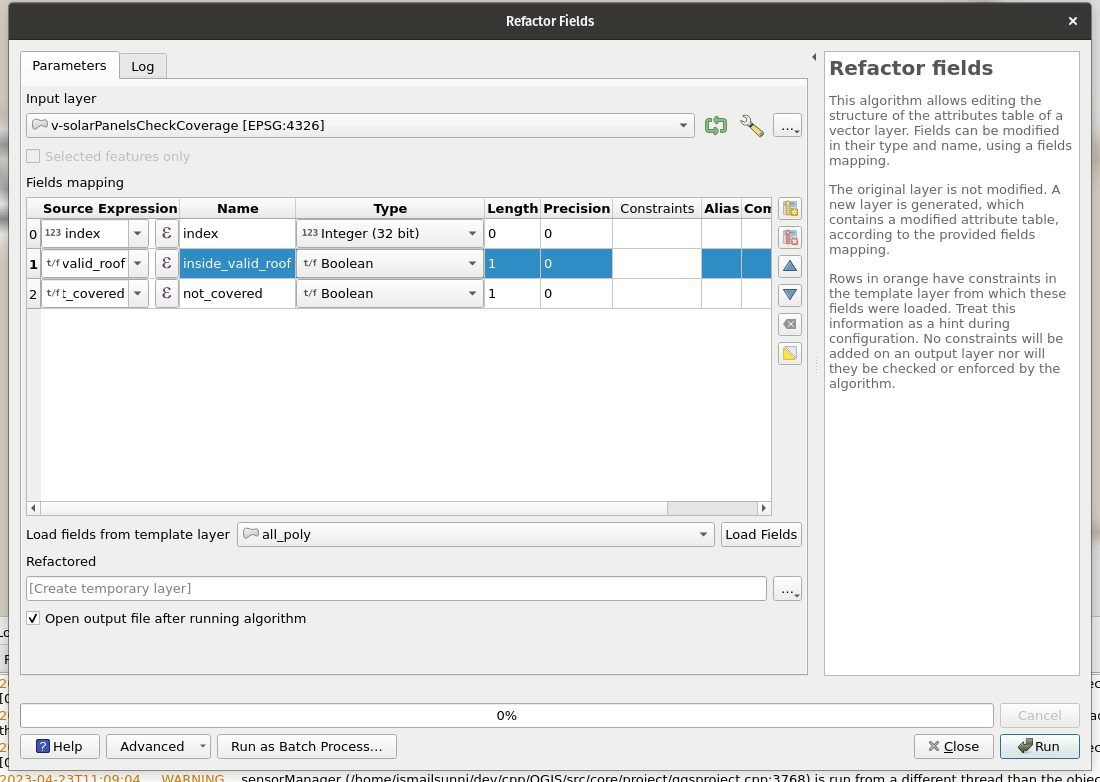 Refactor Fields
Parameters
Log
Input layer
v-solarPanelsCheckCoverage [EPSG:4326]
...
Selected features only
Fields mapping
Source Expression Name Type Length Precision Constraints Alias Com
0 123 index ε index 123 Integer (32 bit) 0 0
1 t/f valid_roof ε inside_valid_roof t/f Boolean 1 0
2 t/f t_covered ε not_covered t/f Boolean 1 0
Load fields from template layer all_poly Load Fields
Refactored
[Create temporary layer]
...
Open output file after running algorithm
Refactor fields
This algorithm allows editing the
structure of the attributes table of a
vector layer. Fields can be modified
in their type and name, using a fields
mapping.
The original layer is not modified. A
new layer is generated, which
contains a modified attribute table,
according to the provided fields
mapping.
Rows in orange have constraints in
the template layer from which these
fields were loaded. Treat this
information as a hint during
configuration. No constraints will be
added on an output layer nor will
they be checked or enforced by the
algorithm.
0%
Cancel
Help
Advanced
Run as Batch Process...
Close
Run
2023-04-23T11:09:04 WARNING sensorManager (/home/ismailsunni/dev/cpp/QGIS/src/core/project/qgsproject.cpp:3768) is run from a different thread than the objec